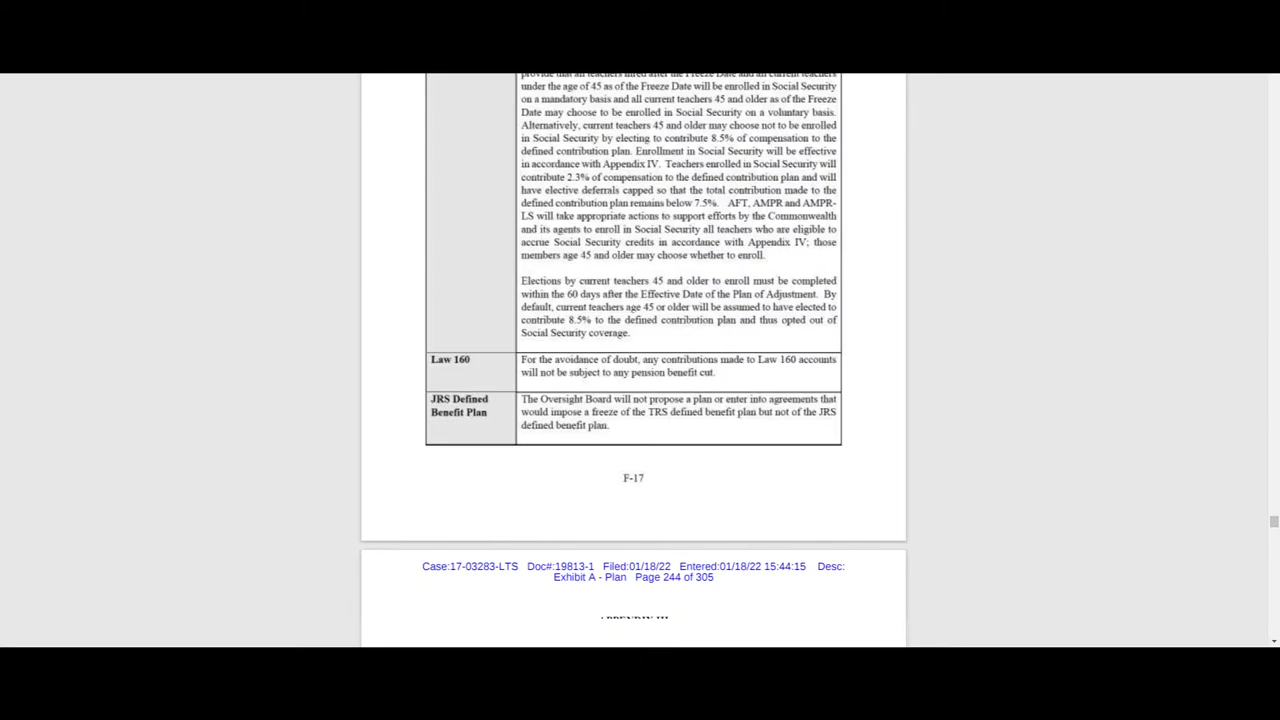 provide that all teachers hired after the Freeze Date and all current teachers
under the age of 45 as of the Freeze Date will be enrolled in Social Security
on a mandatory basis and all current teachers 45 and older as of the Freeze
Date may choose to be enrolled in Social Security on a voluntary basis.
Alternatively, current teachers 45 and older may choose not to be enrolled
in Social Security by electing to contribute 8.5% of compensation to the
defined contribution plan. Enrollment in Social Security will be effective
in accordance with Appendix IV. Teachers enrolled in Social Security will
contribute 2.3% of compensation to the defined contribution plan and will
have elective deferrals capped so that the total contribution made to the
defined contribution plan remains below 7.5%. AFT, AMPR and AMPR-
LS will take appropriate actions to support efforts by the Commonwealth
and its agents to enroll in Social Security all teachers who are eligible to
accrue Social Security credits in accordance with Appendix IV; those
members age 45 and older may choose whether to enroll.
Elections by current teachers 45 and older to enroll must be completed
within the 60 days after the Effective Date of the Plan of Adjustment. By
default, current teachers age 45 or older will be assumed to have elected to
contribute 8.5% to the defined contribution plan and thus opted out of
Social Security coverage.
Law 160
For the avoidance of doubt, any contributions made to Law 160 accounts
will not be subject to any pension benefit cut.
JRS Defined
Benefit Plan
The Oversight Board will not propose a plan or enter into agreements that
would impose a freeze of the TRS defined benefit plan but not of the JRS
defined benefit plan.
F-17
Case:17-03283-LTS Doc#:19813-1 Filed:01/18/22 Entered:01/18/22 15:44:15 Desc:
Exhibit A - Plan Page 244 of 305
APPENDIX III